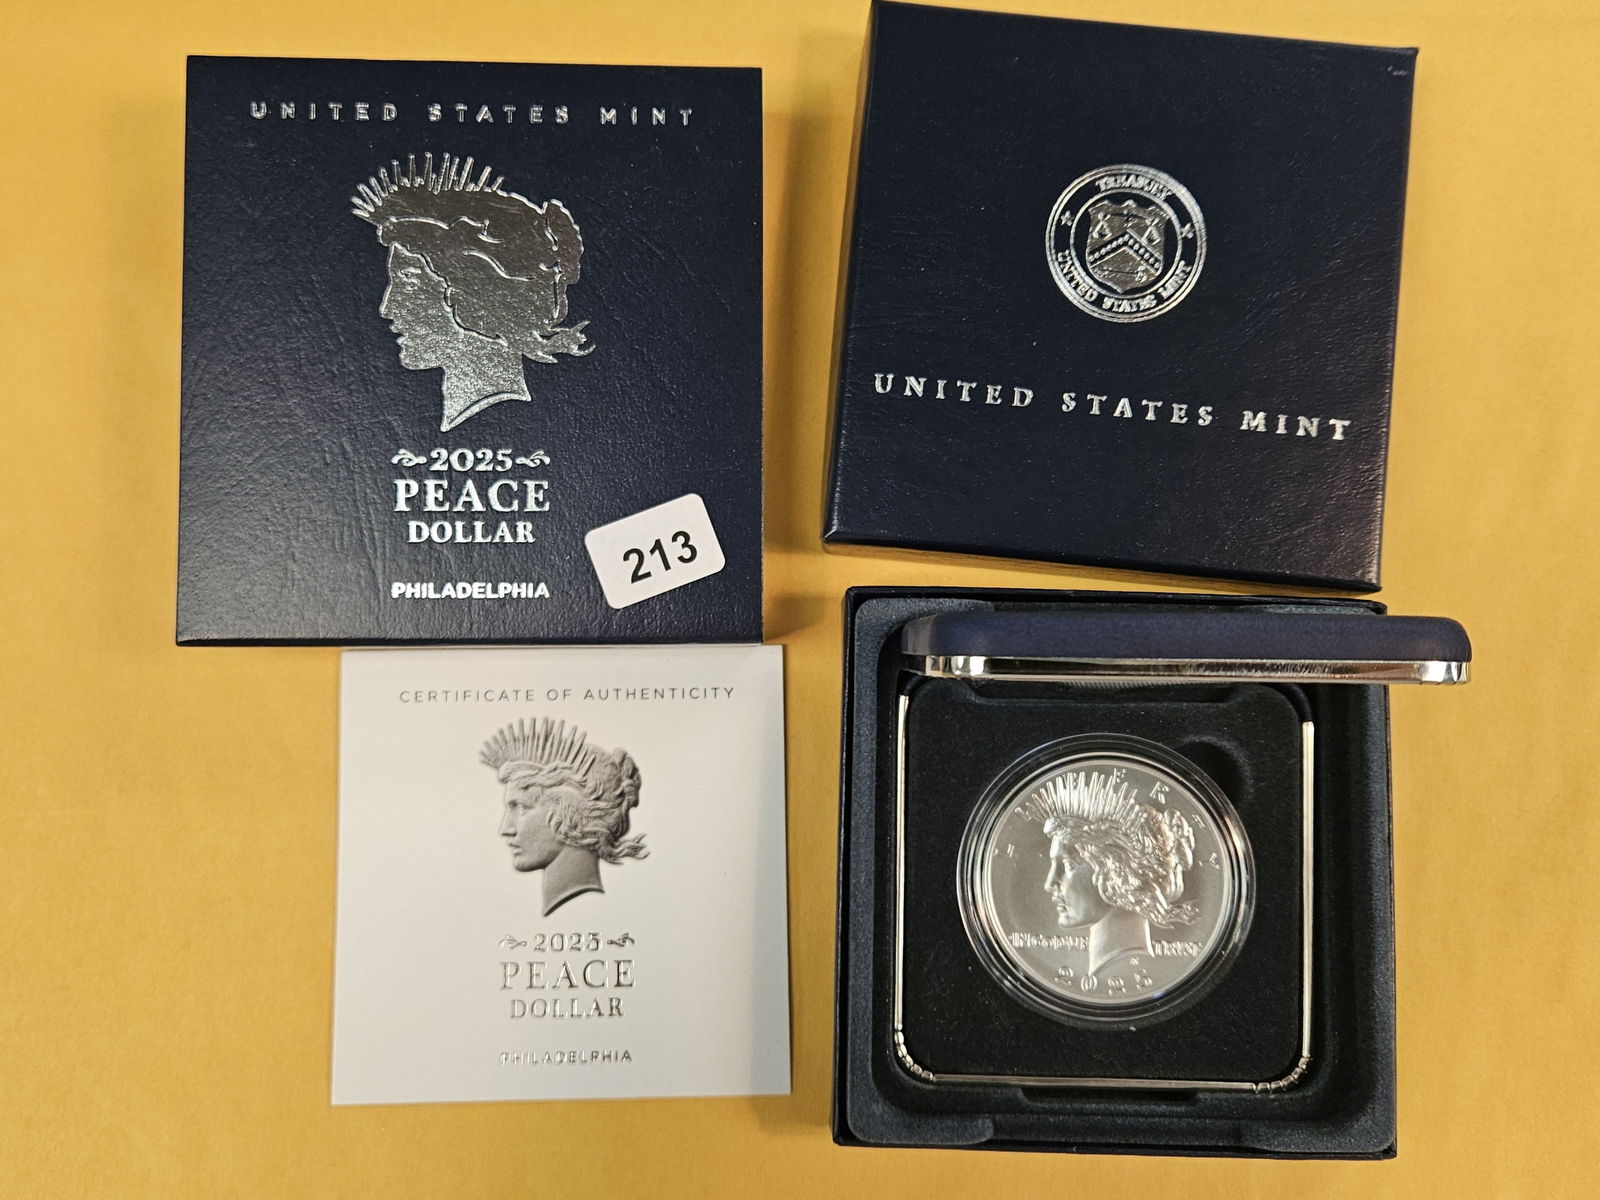 UNITED STATES MINT
2025
PEACE
DOLLAR
PHILADELPHIA
213
TREASURY
UNITED STATES MINT
UNITED STATES MINT
CERTIFICATE OF AUTHENTICITY
2025
PEACE
DOLLAR
PHILADELPHIA
LIBERTY
IN GOD WE TRVST
2025